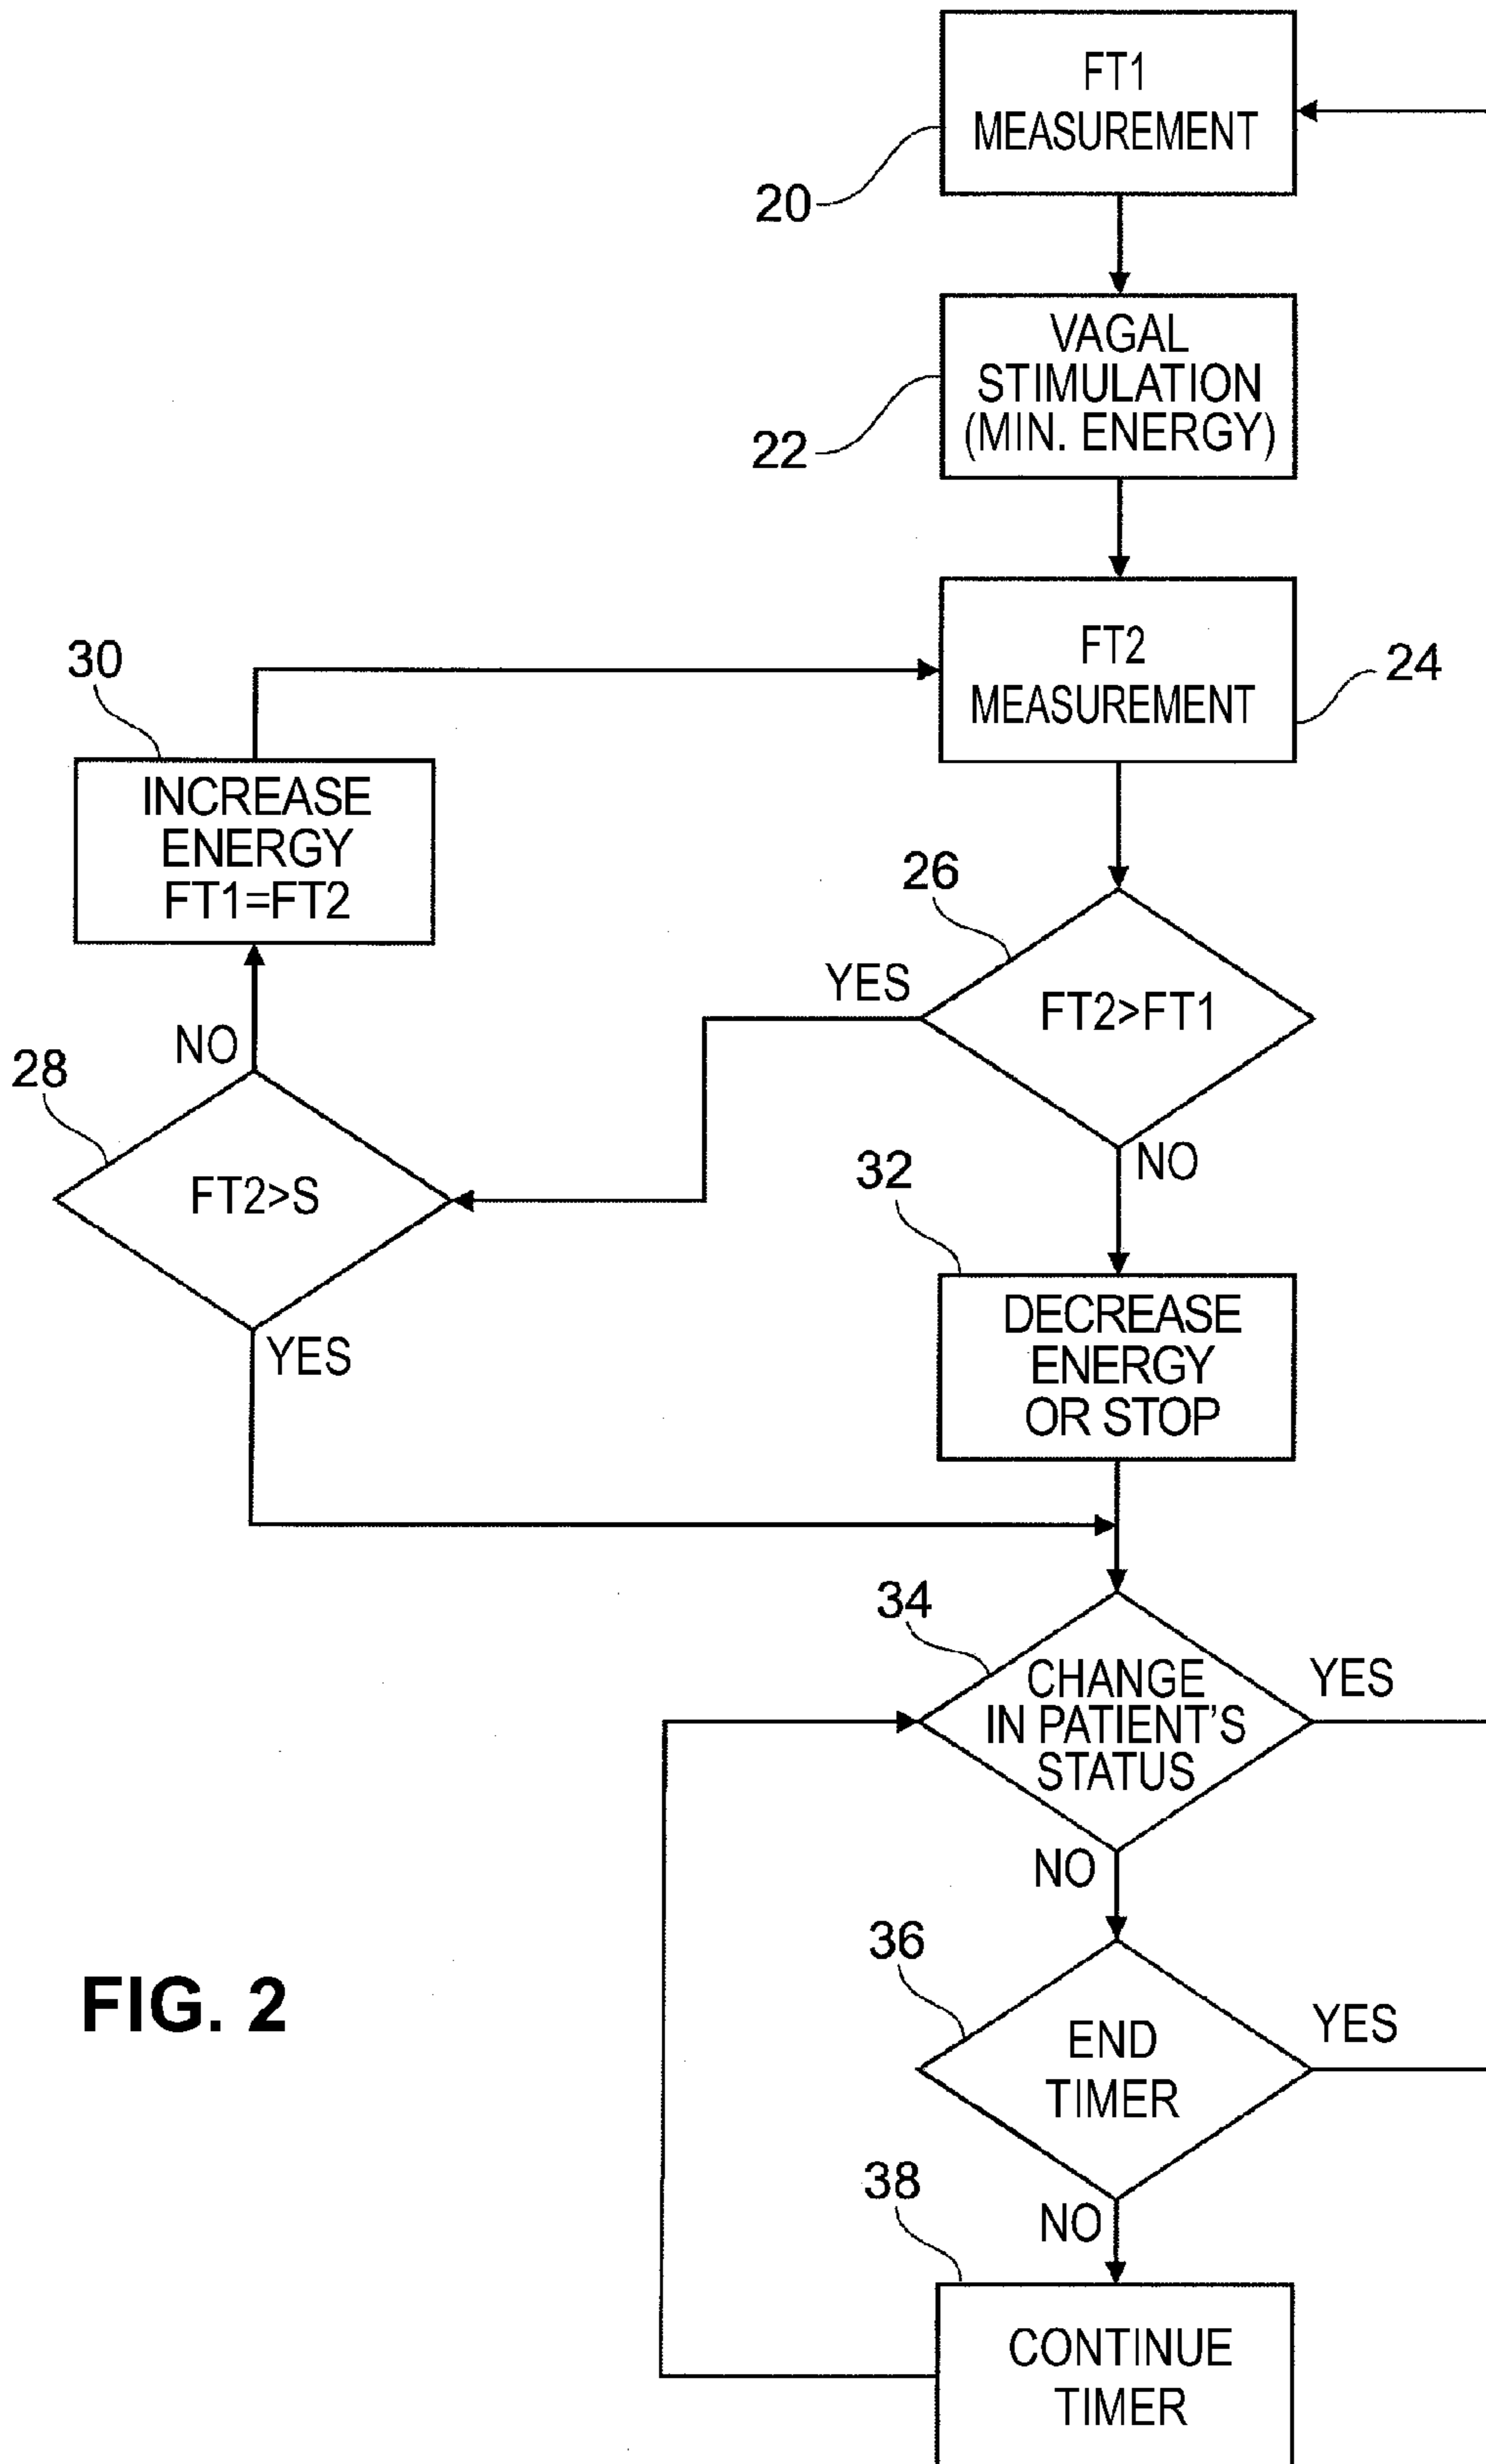 FT1
MEASUREMENT
20
VAGAL
STIMULATION
(MIN. ENERGY)
22
FT2
MEASUREMENT
24
30
INCREASE
ENERGY
FT1=FT2
26
YES
FT2>FT1
NO
28
NO
FT2>S
YES
32
DECREASE
ENERGY
OR STOP
34
CHANGE
IN PATIENT'S
STATUS
YES
NO
36
END
TIMER
YES
NO
38
CONTINUE
TIMER
FIG. 2